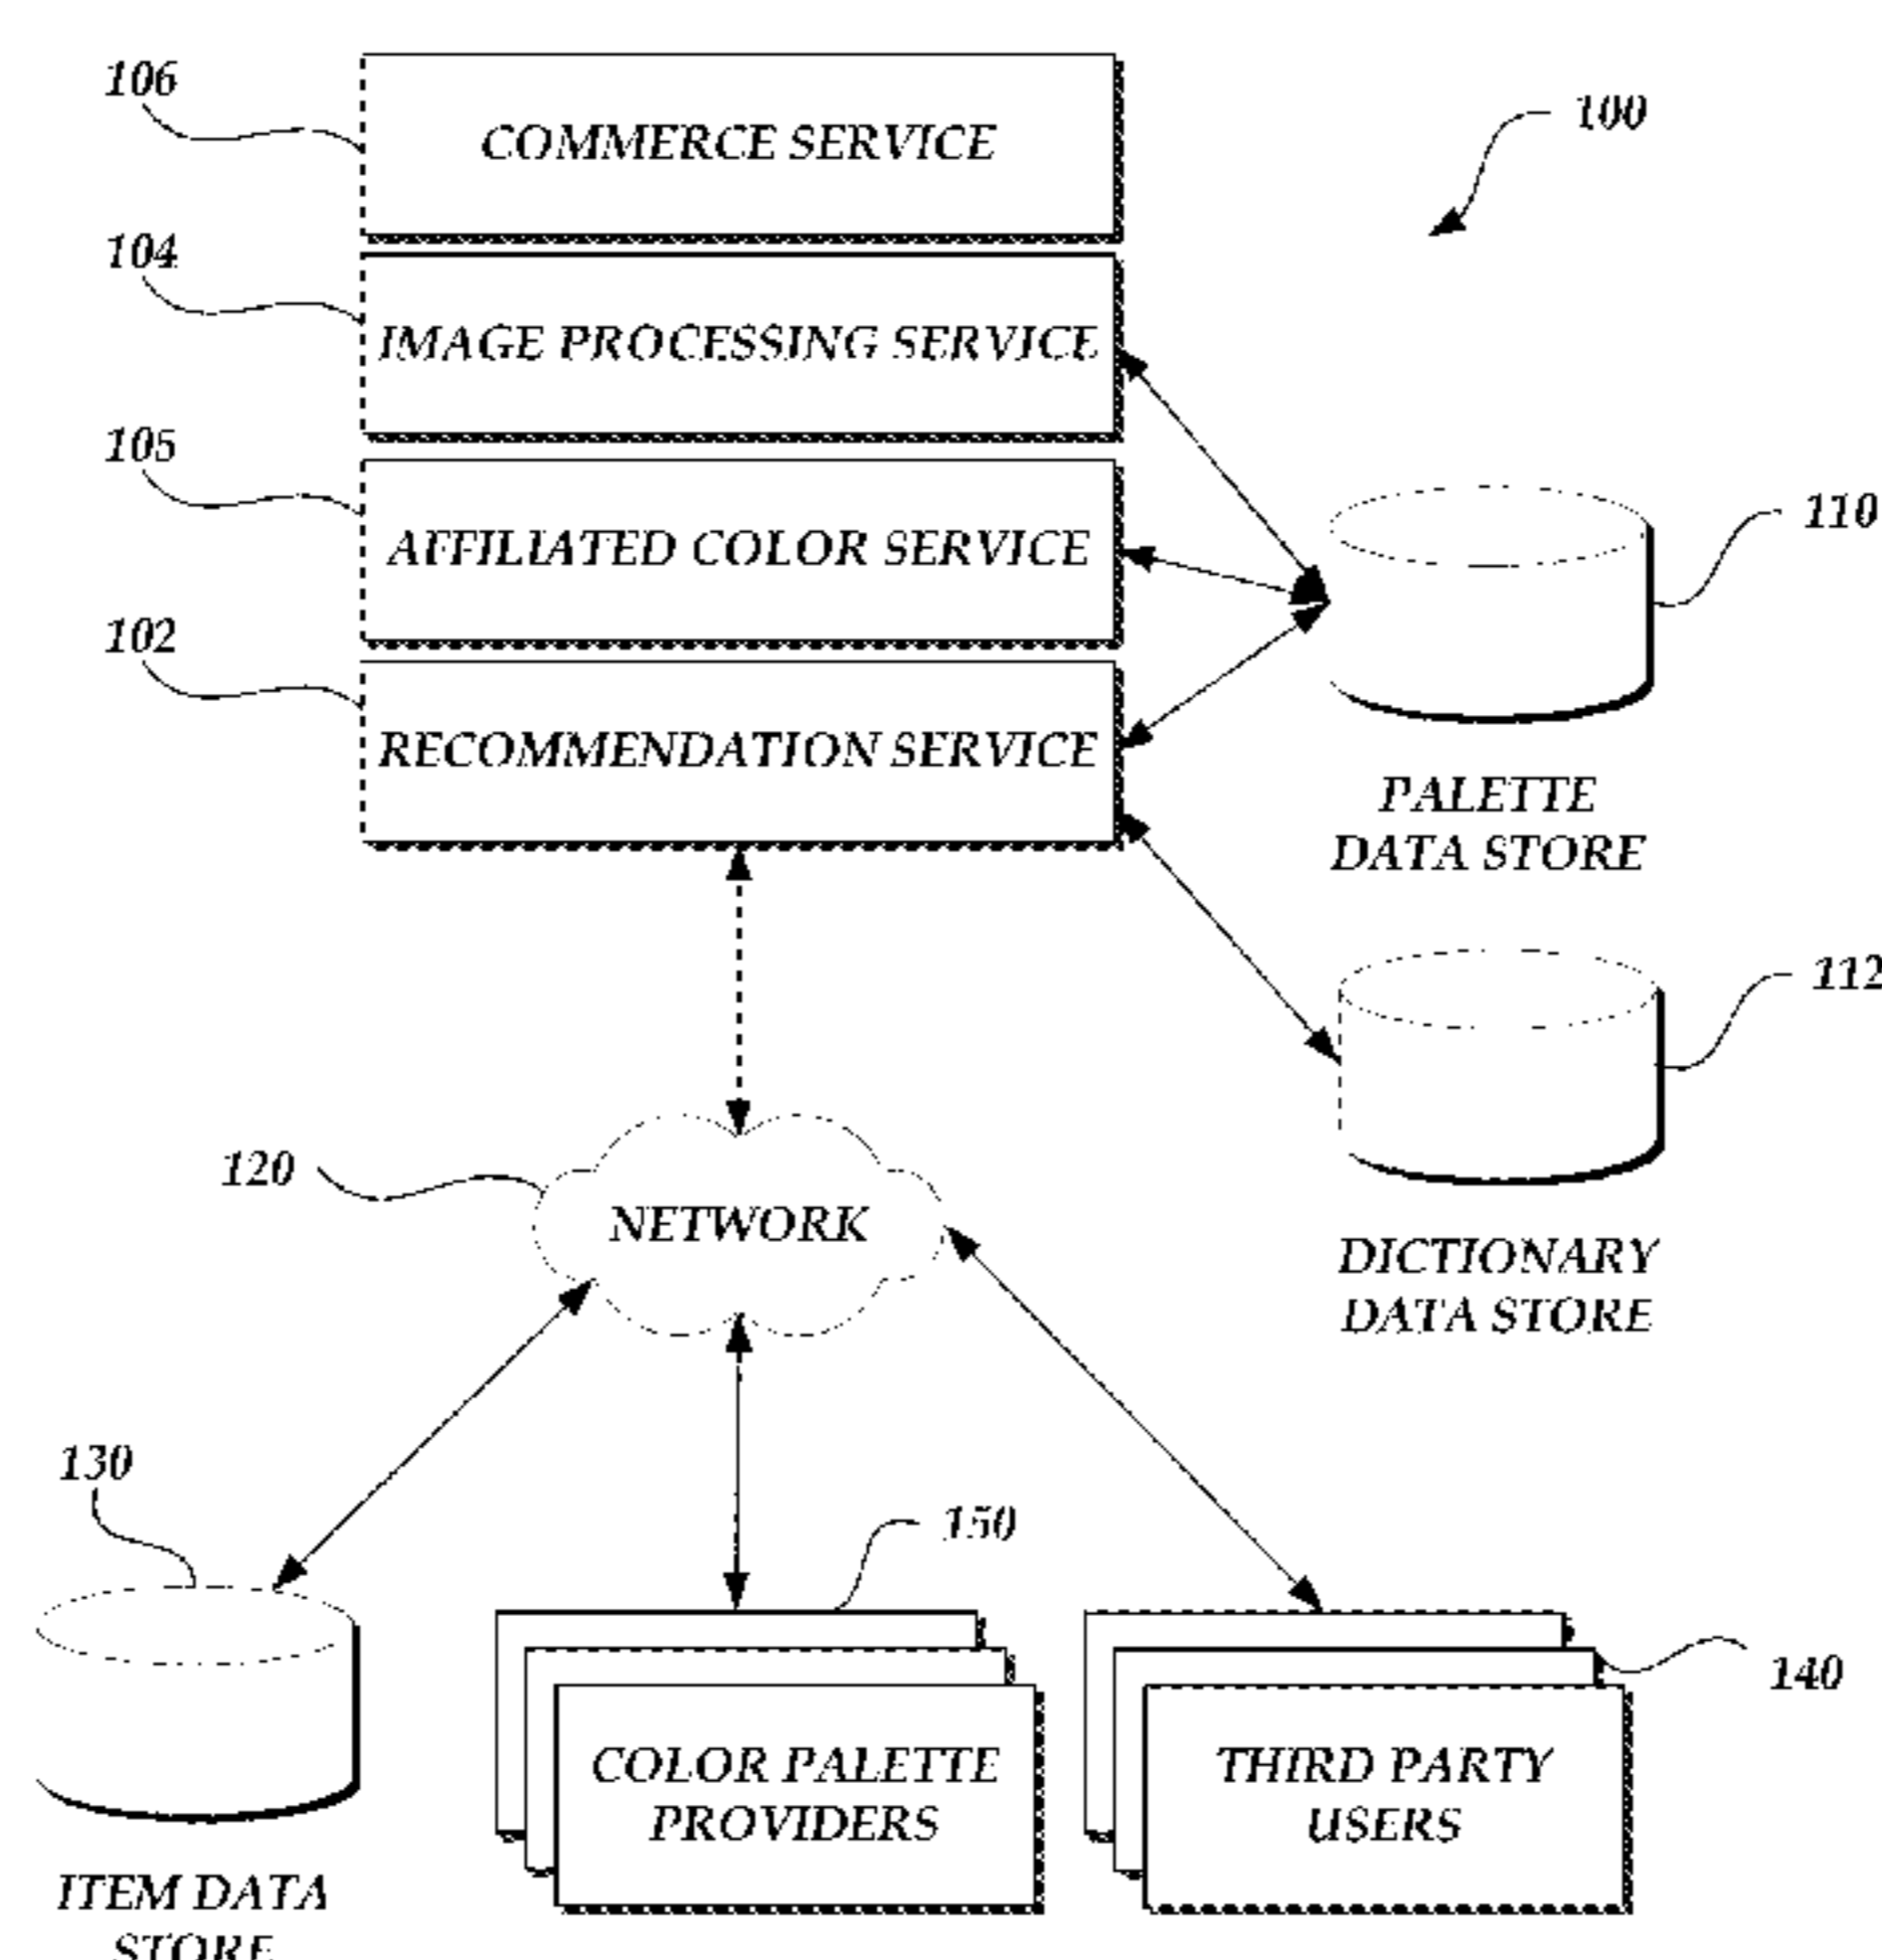 106
COMMERCE SERVICE
100
104
IMAGE PROCESSING SERVICE
105
AFFILIATED COLOR SERVICE
110
102
RECOMMENDATION SERVICE
PALETTE
DATA STORE
112
120
NETWORK
DICTIONARY
DATA STORE
130
150
140
COLOR PALETTE
PROVIDERS
THIRD PARTY
USERS
ITEM DATA
STORE